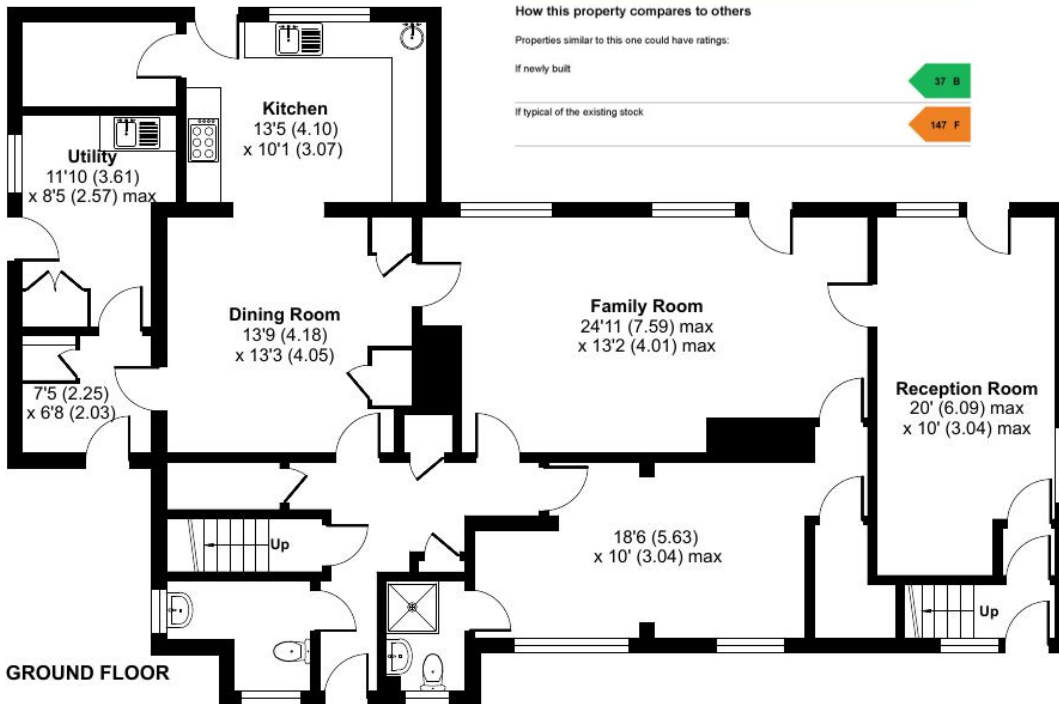 How this property compares to others
Properties similar to this one could have ratings:
If newly built
37 B
If typical of the existing stock
147 F
Kitchen
13'5 (4.10)
x 10'1 (3.07)
Utility
11'10 (3.61)
x 8'5 (2.57) max
Dining Room
13'9 (4.18)
x 13'3 (4.05)
Family Room
24'11 (7.59) max
x 13'2 (4.01) max
Reception Room
20' (6.09) max
x 10' (3.04) max
7'5 (2.25)
x 6'8 (2.03)
Up
18'6 (5.63)
x 10' (3.04) max
Up
GROUND FLOOR